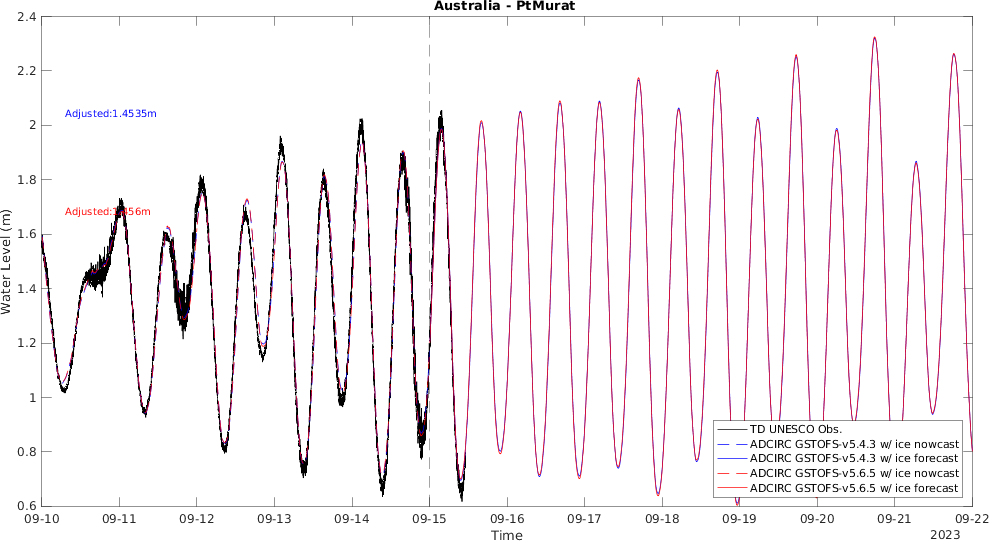 Australia - PtMurat
2.4
2.2
2
1.8
1.6
1.4
1.2
1
0.8
0.6
Water Level (m)
Adjusted:1.4535m
Adjusted:1.456m
09-10 09-11 09-12 09-13 09-14 09-15 09-16 09-17 09-18 09-19 09-20 09-21 09-22
Time
2023
TD UNESCO Obs.
ADCIRC GSTOFS-v5.4.3 w/ ice nowcast
ADCIRC GSTOFS-v5.4.3 w/ ice forecast
ADCIRC GSTOFS-v5.6.5 w/ ice nowcast
ADCIRC GSTOFS-v5.6.5 w/ ice forecast